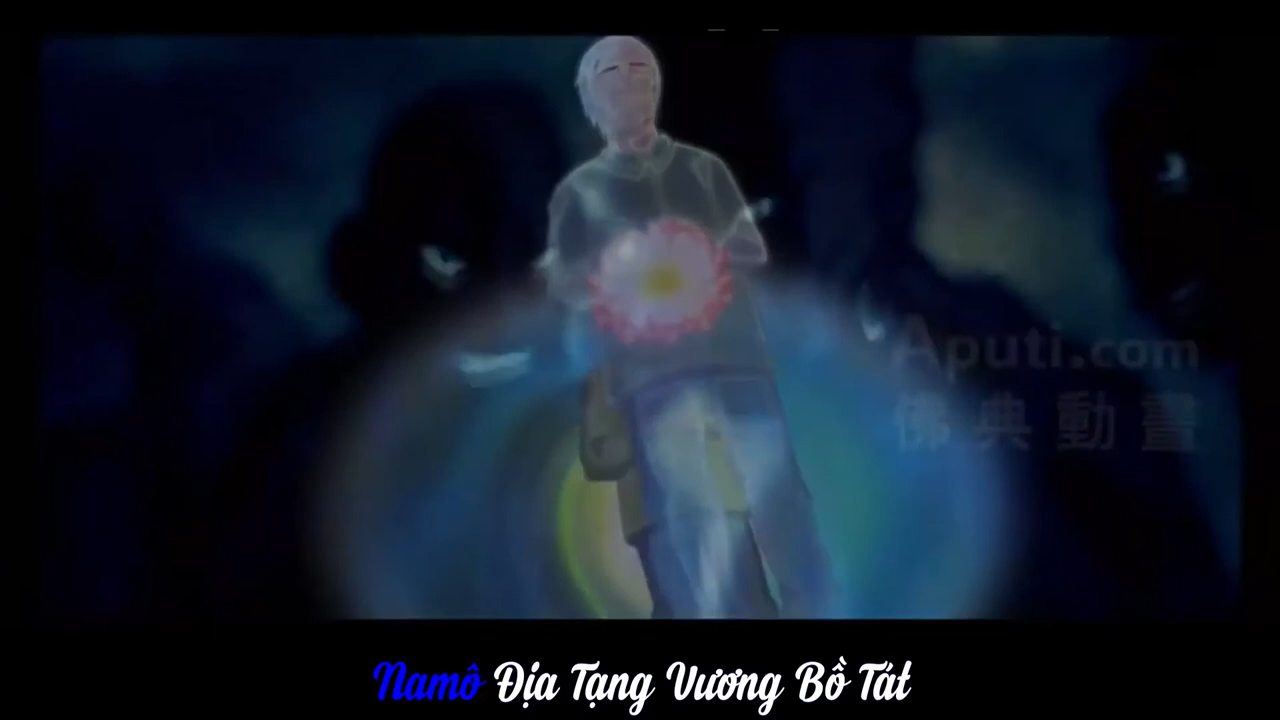 Aputi.com
佛典動畫
Namô Địa Tạng Vương Bồ Tát